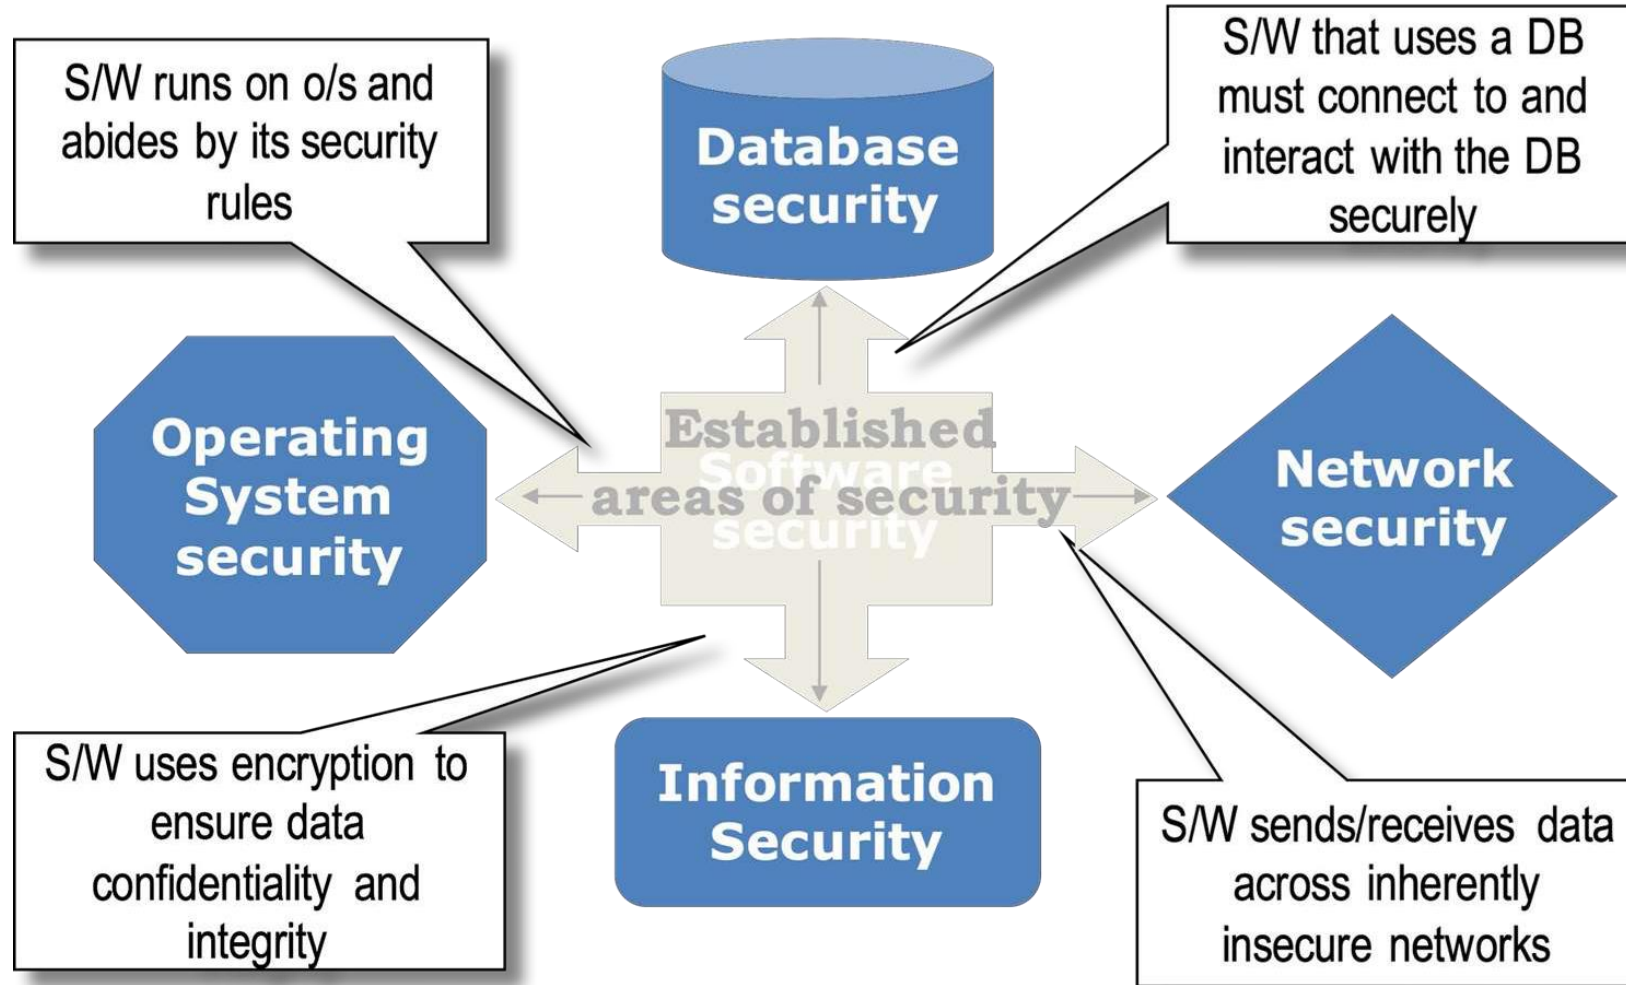 S/W runs on o/s and
abides by its security
rules
Database
security
S/W that uses a DB
must connect to and
interact with the DB
securely
Operating
System
security
Established
areas of security
Software
security
Network
security
S/W uses encryption to
ensure data
confidentiality and
integrity
Information
Security
S/W sends/receives data
across inherently
insecure networks